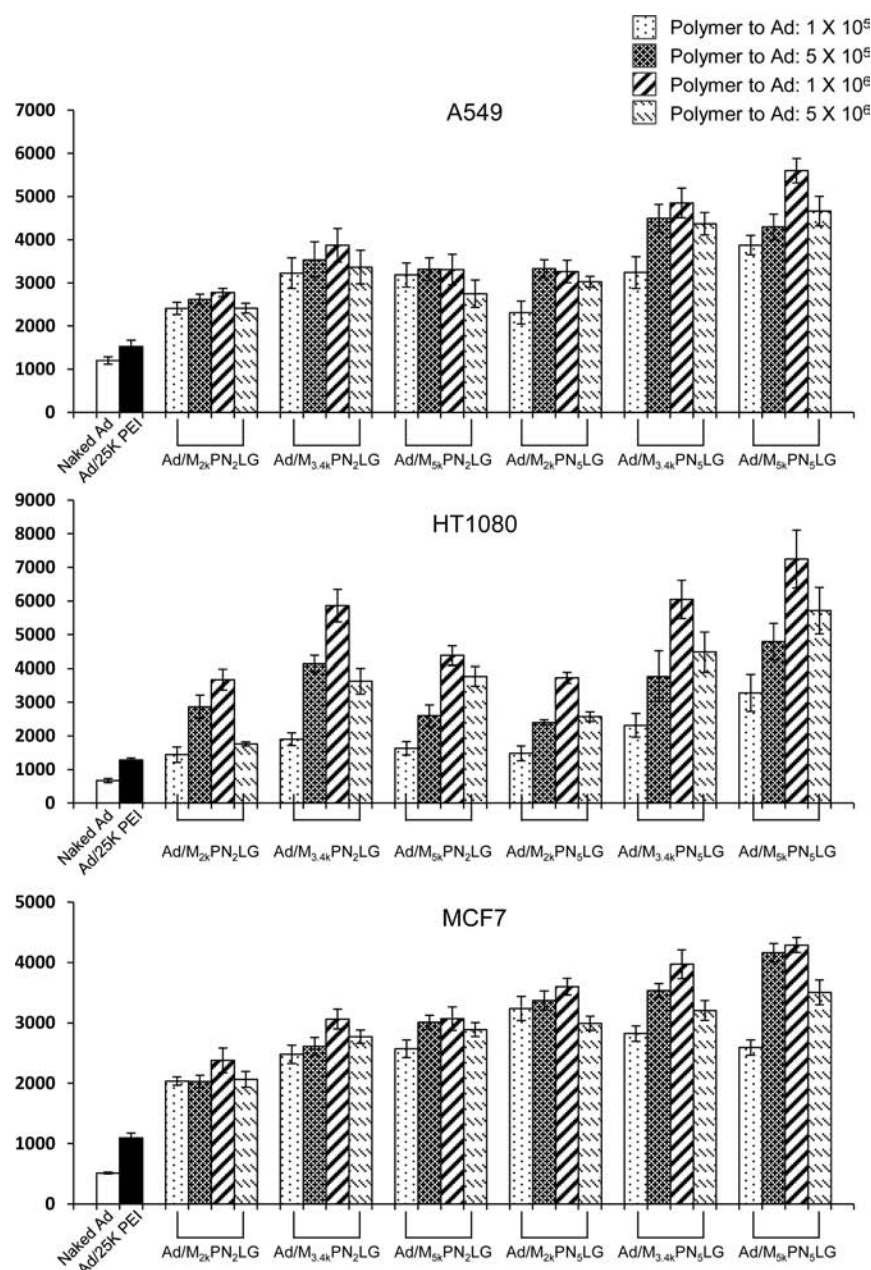 Polymer to Ad: 1 X 10⁵
Polymer to Ad: 5 X 10⁵
Polymer to Ad: 1 X 10⁶
Polymer to Ad: 5 X 10⁶
A549
7000
6000
5000
4000
3000
2000
1000
0
Naked Ad
Ad/25K PEI
Ad/M₂ₖPN₂LG
Ad/M₃.₄ₖPN₂LG
Ad/M₅ₖPN₂LG
Ad/M₂ₖPN₅LG
Ad/M₃.₄ₖPN₅LG
Ad/M₅ₖPN₅LG
HT1080
9000
8000
7000
6000
5000
4000
3000
2000
1000
0
Naked Ad
Ad/25K PEI
Ad/M₂ₖPN₂LG
Ad/M₃.₄ₖPN₂LG
Ad/M₅ₖPN₂LG
Ad/M₂ₖPN₅LG
Ad/M₃.₄ₖPN₅LG
Ad/M₅ₖPN₅LG
MCF7
5000
4000
3000
2000
1000
0
Naked Ad
Ad/25K PEI
Ad/M₂ₖPN₂LG
Ad/M₃.₄ₖPN₂LG
Ad/M₅ₖPN₂LG
Ad/M₂ₖPN₅LG
Ad/M₃.₄ₖPN₅LG
Ad/M₅ₖPN₅LG